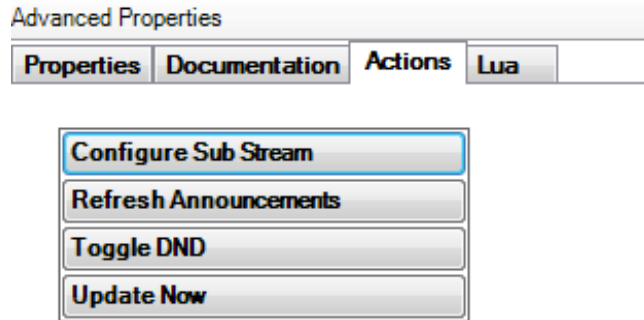 Advanced Properties
Properties Documentation Actions Lua
Configure Sub Stream
Refresh Announcements
Toggle DND
Update Now